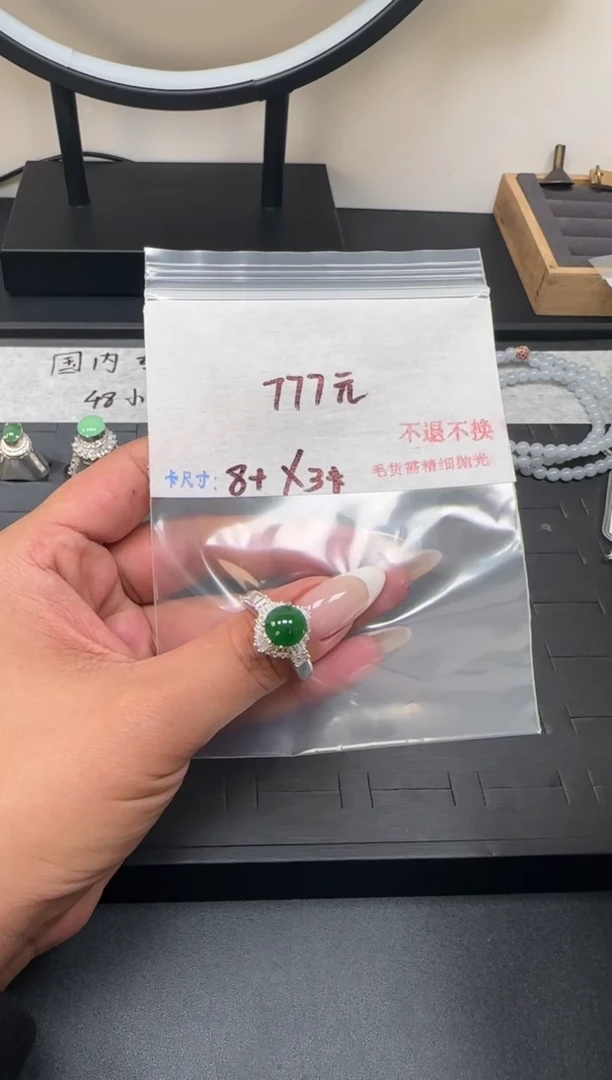 国内
48小
777元
不退不换
毛货需精细抛光
卡尺寸: 8+ X3+